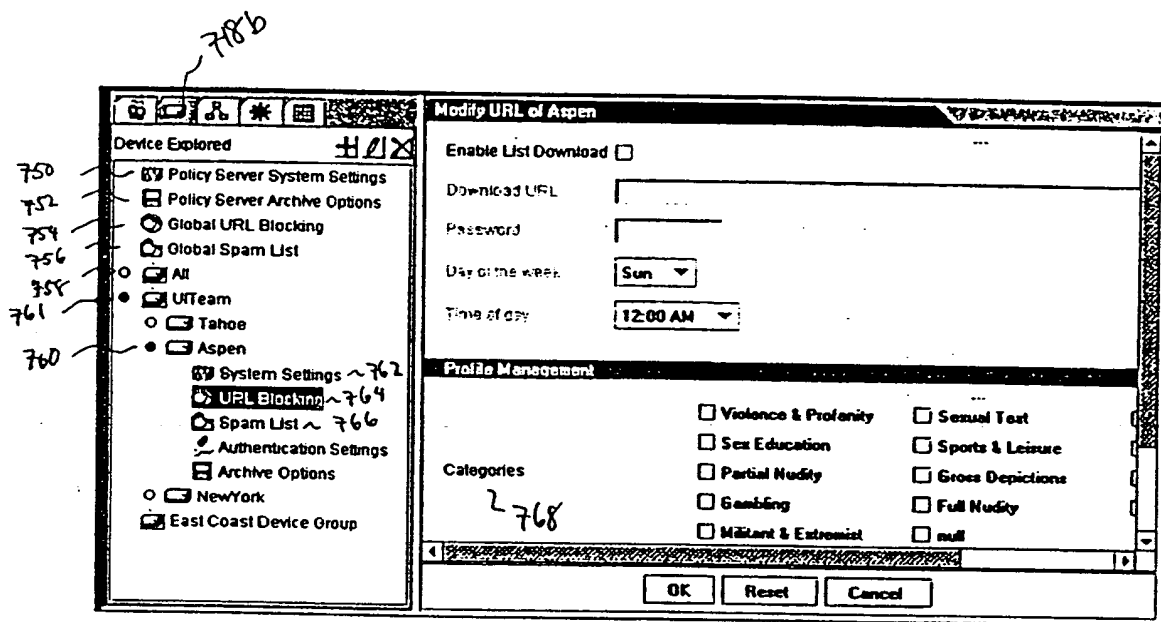 718b
Modify URL of Aspen
Device Explored
Enable List Download
750 Policy Server System Settings
Download URL
752 Policy Server Archive Options
754 Global URL Blocking
Password
756 Global Spam List
758 All
Day of the week Sun
761 UITeam
Time of day 12:00 AM
Tahoe
760 Aspen
System Settings ~762
Profile Management
URL Blocking ~764
Spam List ~ 766
Authentication Settings
Archive Options
NewYork
East Coast Device Group
Categories
768
Violence & Profanity Sexual Text
Sex Education Sports & Leisure
Partial Nudity Gross Depictions
Gambling Full Nudity
Militant & Extremist null
OK Reset Cancel